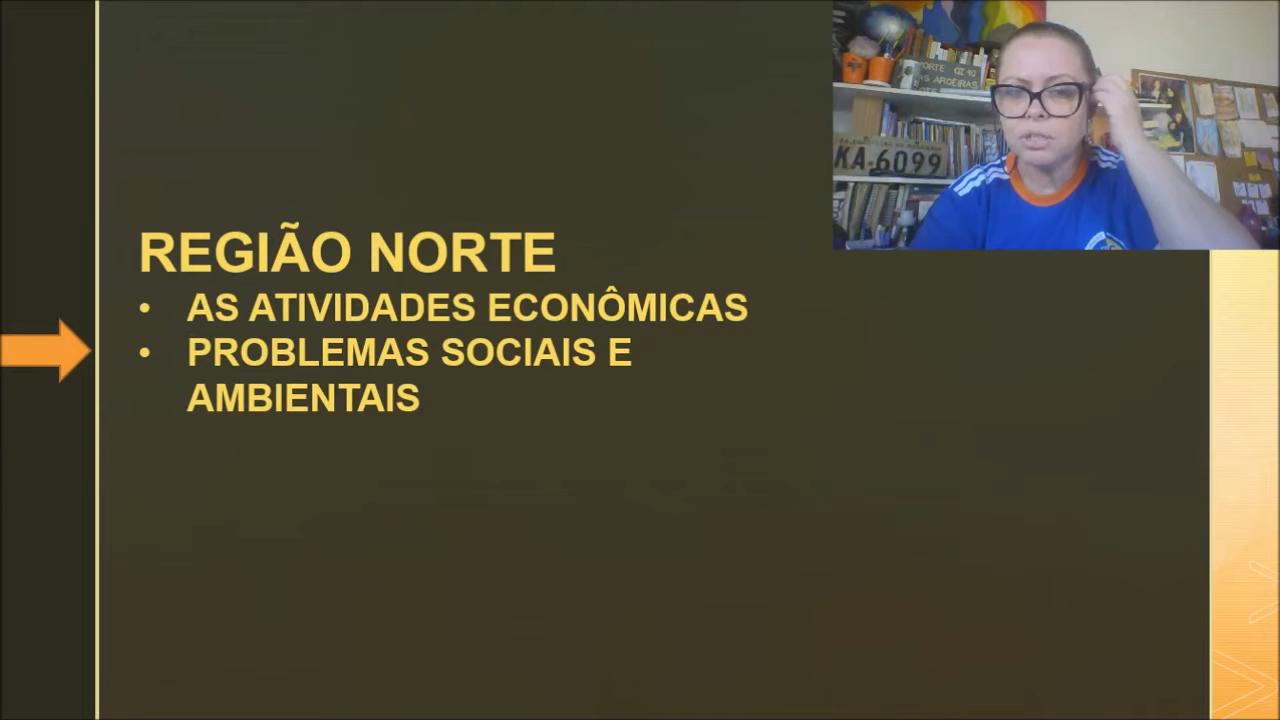 REGIÃO NORTE
• AS ATIVIDADES ECONÔMICAS
• PROBLEMAS SOCIAIS E
AMBIENTAIS
KA-6099